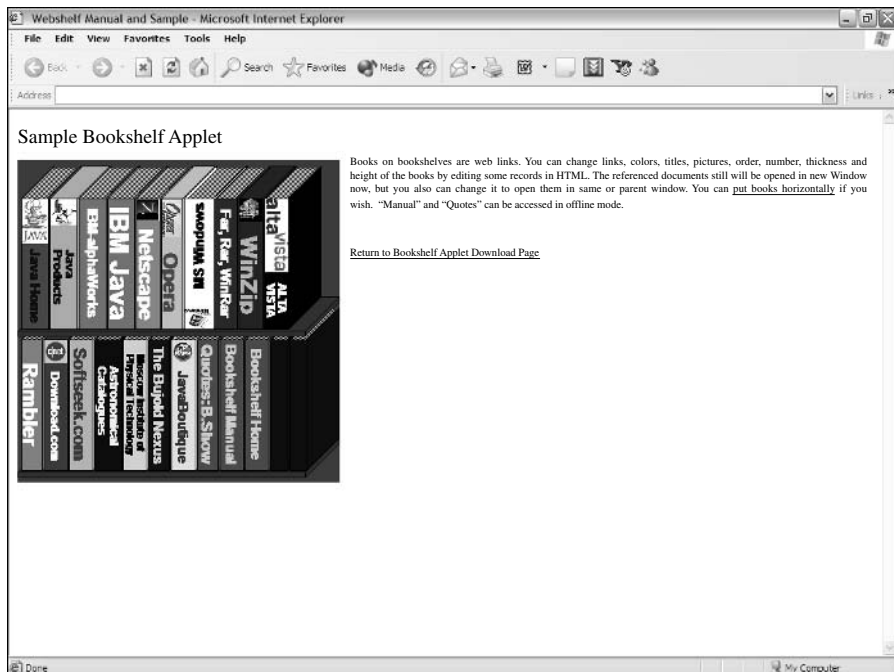 Webshelf Manual and Sample - Microsoft Internet Explorer
File Edit View Favorites Tools Help
Back Search Favorites Media
Address Links
Sample Bookshelf Applet
Books on bookshelves are web links. You can change links, colors, titles, pictures, order, number, thickness and
height of the books by editing some records in HTML. The referenced documents still will be opened in new Window
now, but you also can change it to open them in same or parent window. You can put books horizontally if you
wish. “Manual” and “Quotes” can be accessed in offline mode.
Return to Bookshelf Applet Download Page
JAVA
Java Home
Java
Products
IBM-alphaWorks
IBM Java
Netscape
Opera
Opera
MS Windows
Far, Rar, WinRar
WinZip
alta
vista
ALTA
VISTA
Rambler
Download.com
Softseek.com
Astronomical
Catalogues
Moscow Institute of
Physical Technology
The Bujold Nexus
JavaBoutique
Quotes:B.Show
Bookshelf Manual
Bookshelf Home
Done
My Computer